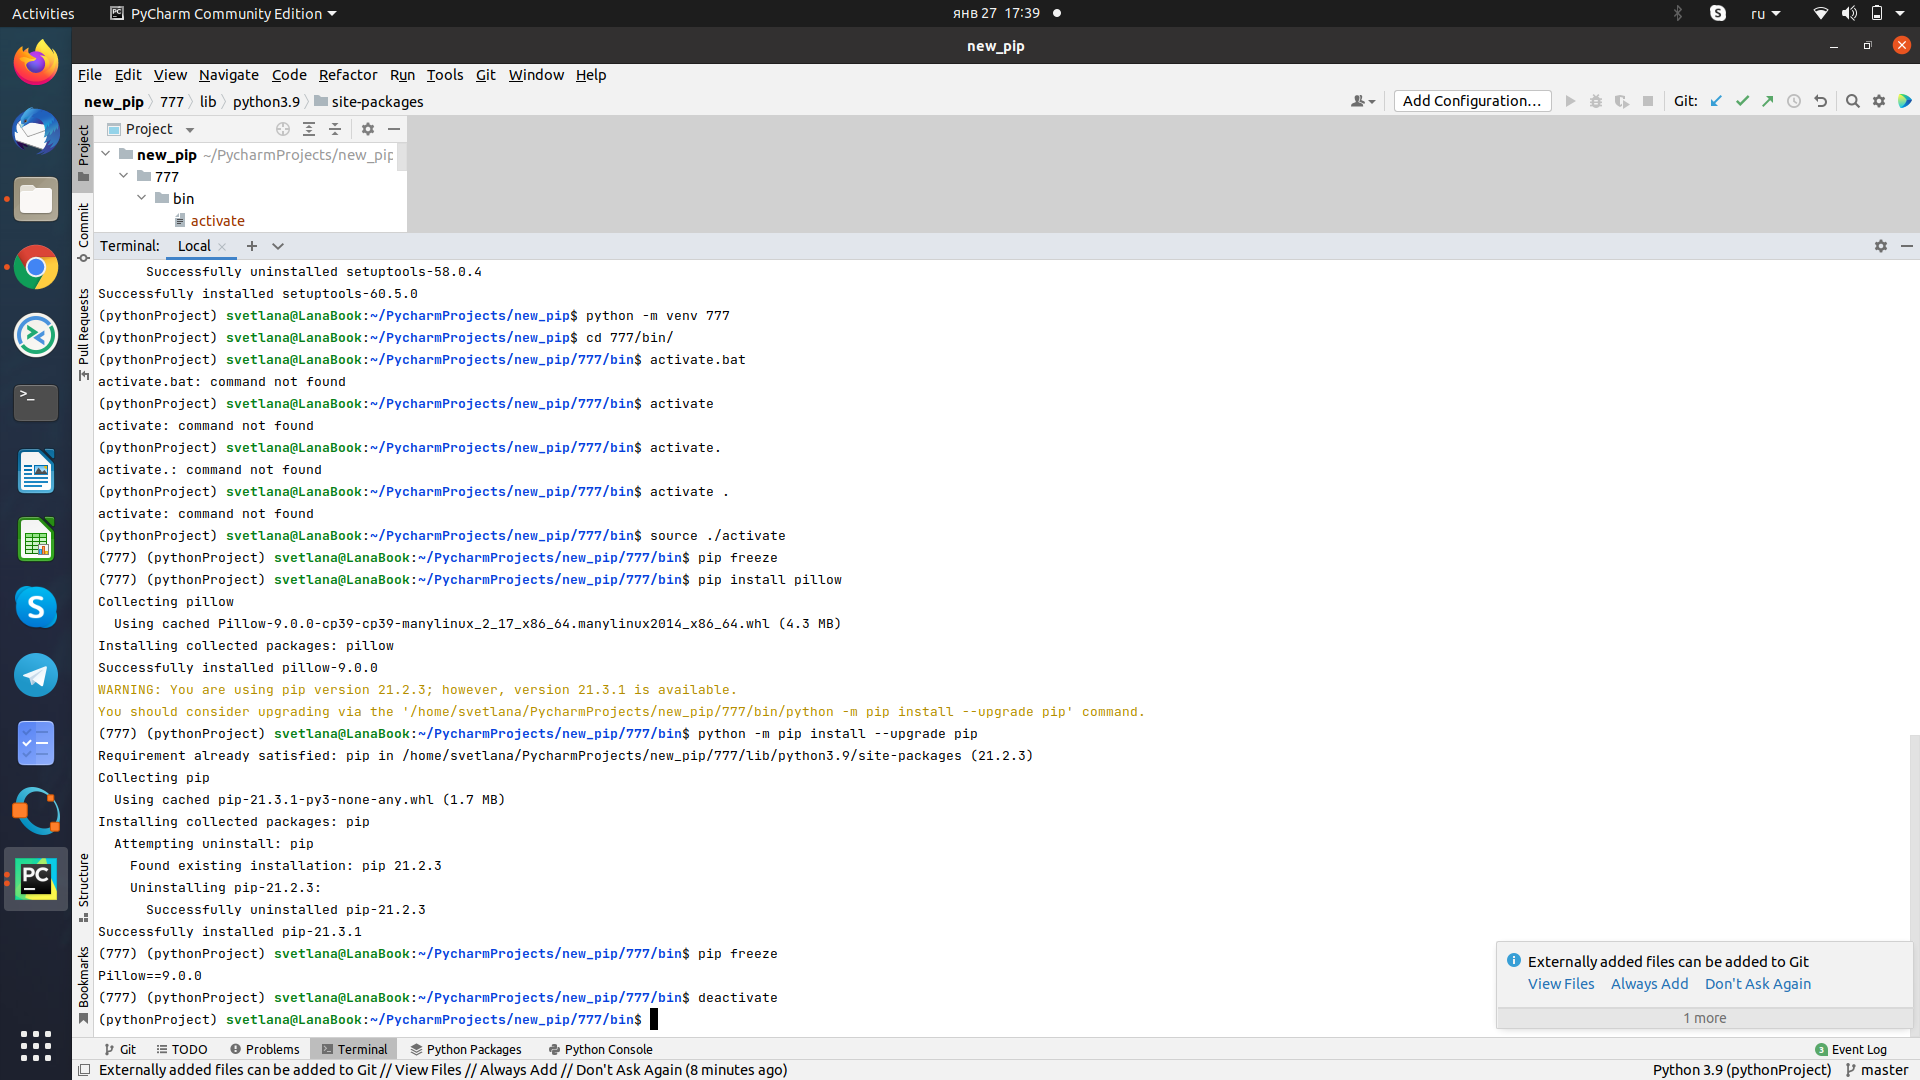 Activities PyCharm Community Edition янв 27 17:39 ru
new_pip
File Edit View Navigate Code Refactor Run Tools Git Window Help
new_pip 777 lib python3.9 site-packages Add Configuration... Git:
Project
new_pip ~/PycharmProjects/new_pip
777
bin
activate
Project
Commit
Pull Requests
Structure
Bookmarks
Terminal: Local
Successfully uninstalled setuptools-58.0.4
Successfully installed setuptools-60.5.0
(pythonProject) svetlana@LanaBook:~/PycharmProjects/new_pip$ python -m venv 777
(pythonProject) svetlana@LanaBook:~/PycharmProjects/new_pip$ cd 777/bin/
(pythonProject) svetlana@LanaBook:~/PycharmProjects/new_pip/777/bin$ activate.bat
activate.bat: command not found
(pythonProject) svetlana@LanaBook:~/PycharmProjects/new_pip/777/bin$ activate
activate: command not found
(pythonProject) svetlana@LanaBook:~/PycharmProjects/new_pip/777/bin$ activate.
activate.: command not found
(pythonProject) svetlana@LanaBook:~/PycharmProjects/new_pip/777/bin$ activate .
activate: command not found
(pythonProject) svetlana@LanaBook:~/PycharmProjects/new_pip/777/bin$ source ./activate
(777) (pythonProject) svetlana@LanaBook:~/PycharmProjects/new_pip/777/bin$ pip freeze
(777) (pythonProject) svetlana@LanaBook:~/PycharmProjects/new_pip/777/bin$ pip install pillow
Collecting pillow
Using cached Pillow-9.0.0-cp39-cp39-manylinux_2_17_x86_64.manylinux2014_x86_64.whl (4.3 MB)
Installing collected packages: pillow
Successfully installed pillow-9.0.0
WARNING: You are using pip version 21.2.3; however, version 21.3.1 is available.
You should consider upgrading via the '/home/svetlana/PycharmProjects/new_pip/777/bin/python -m pip install --upgrade pip' command.
(777) (pythonProject) svetlana@LanaBook:~/PycharmProjects/new_pip/777/bin$ python -m pip install --upgrade pip
Requirement already satisfied: pip in /home/svetlana/PycharmProjects/new_pip/777/lib/python3.9/site-packages (21.2.3)
Collecting pip
Using cached pip-21.3.1-py3-none-any.whl (1.7 MB)
Installing collected packages: pip
Attempting uninstall: pip
Found existing installation: pip 21.2.3
Uninstalling pip-21.2.3:
Successfully uninstalled pip-21.2.3
Successfully installed pip-21.3.1
(777) (pythonProject) svetlana@LanaBook:~/PycharmProjects/new_pip/777/bin$ pip freeze
Pillow==9.0.0
(777) (pythonProject) svetlana@LanaBook:~/PycharmProjects/new_pip/777/bin$ deactivate
(pythonProject) svetlana@LanaBook:~/PycharmProjects/new_pip/777/bin$
Externally added files can be added to Git
View Files Always Add Don't Ask Again
1 more
Git TODO Problems Terminal Python Packages Python Console 3 Event Log
Externally added files can be added to Git // View Files // Always Add // Don't Ask Again (8 minutes ago) Python 3.9 (pythonProject) master